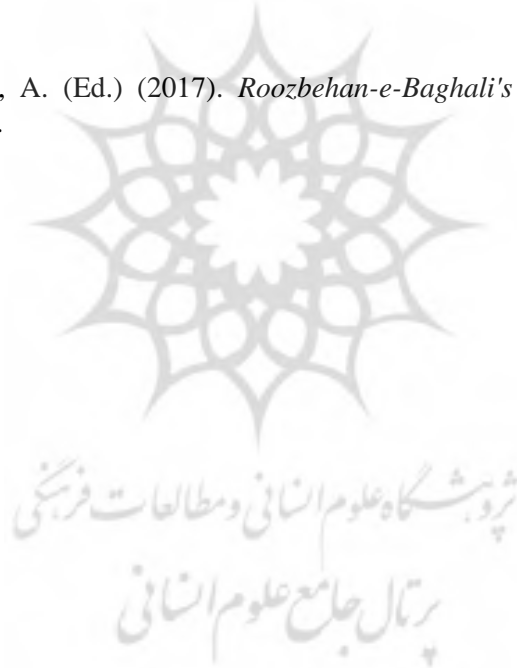 , A. (Ed.) (2017). Roozbehan-e-Baghali's
.
پژوهشگاه علوم انسانی و مطالعات فرهنگی
پرتال جامع علوم انسانی